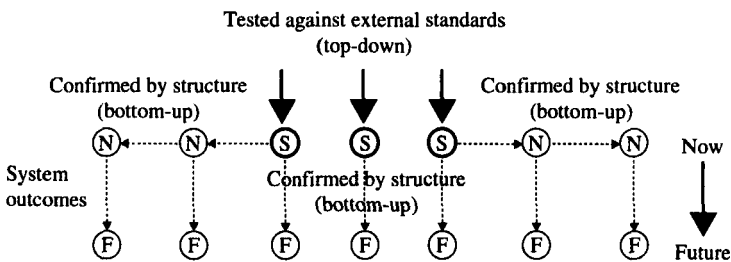 Tested against external standards
(top-down)
Confirmed by structure
(bottom-up)
Confirmed by structure
(bottom-up)
N N S S S N N
Now
System
outcomes
Confirmed by structure
(bottom-up)
F F F F F F F
Future